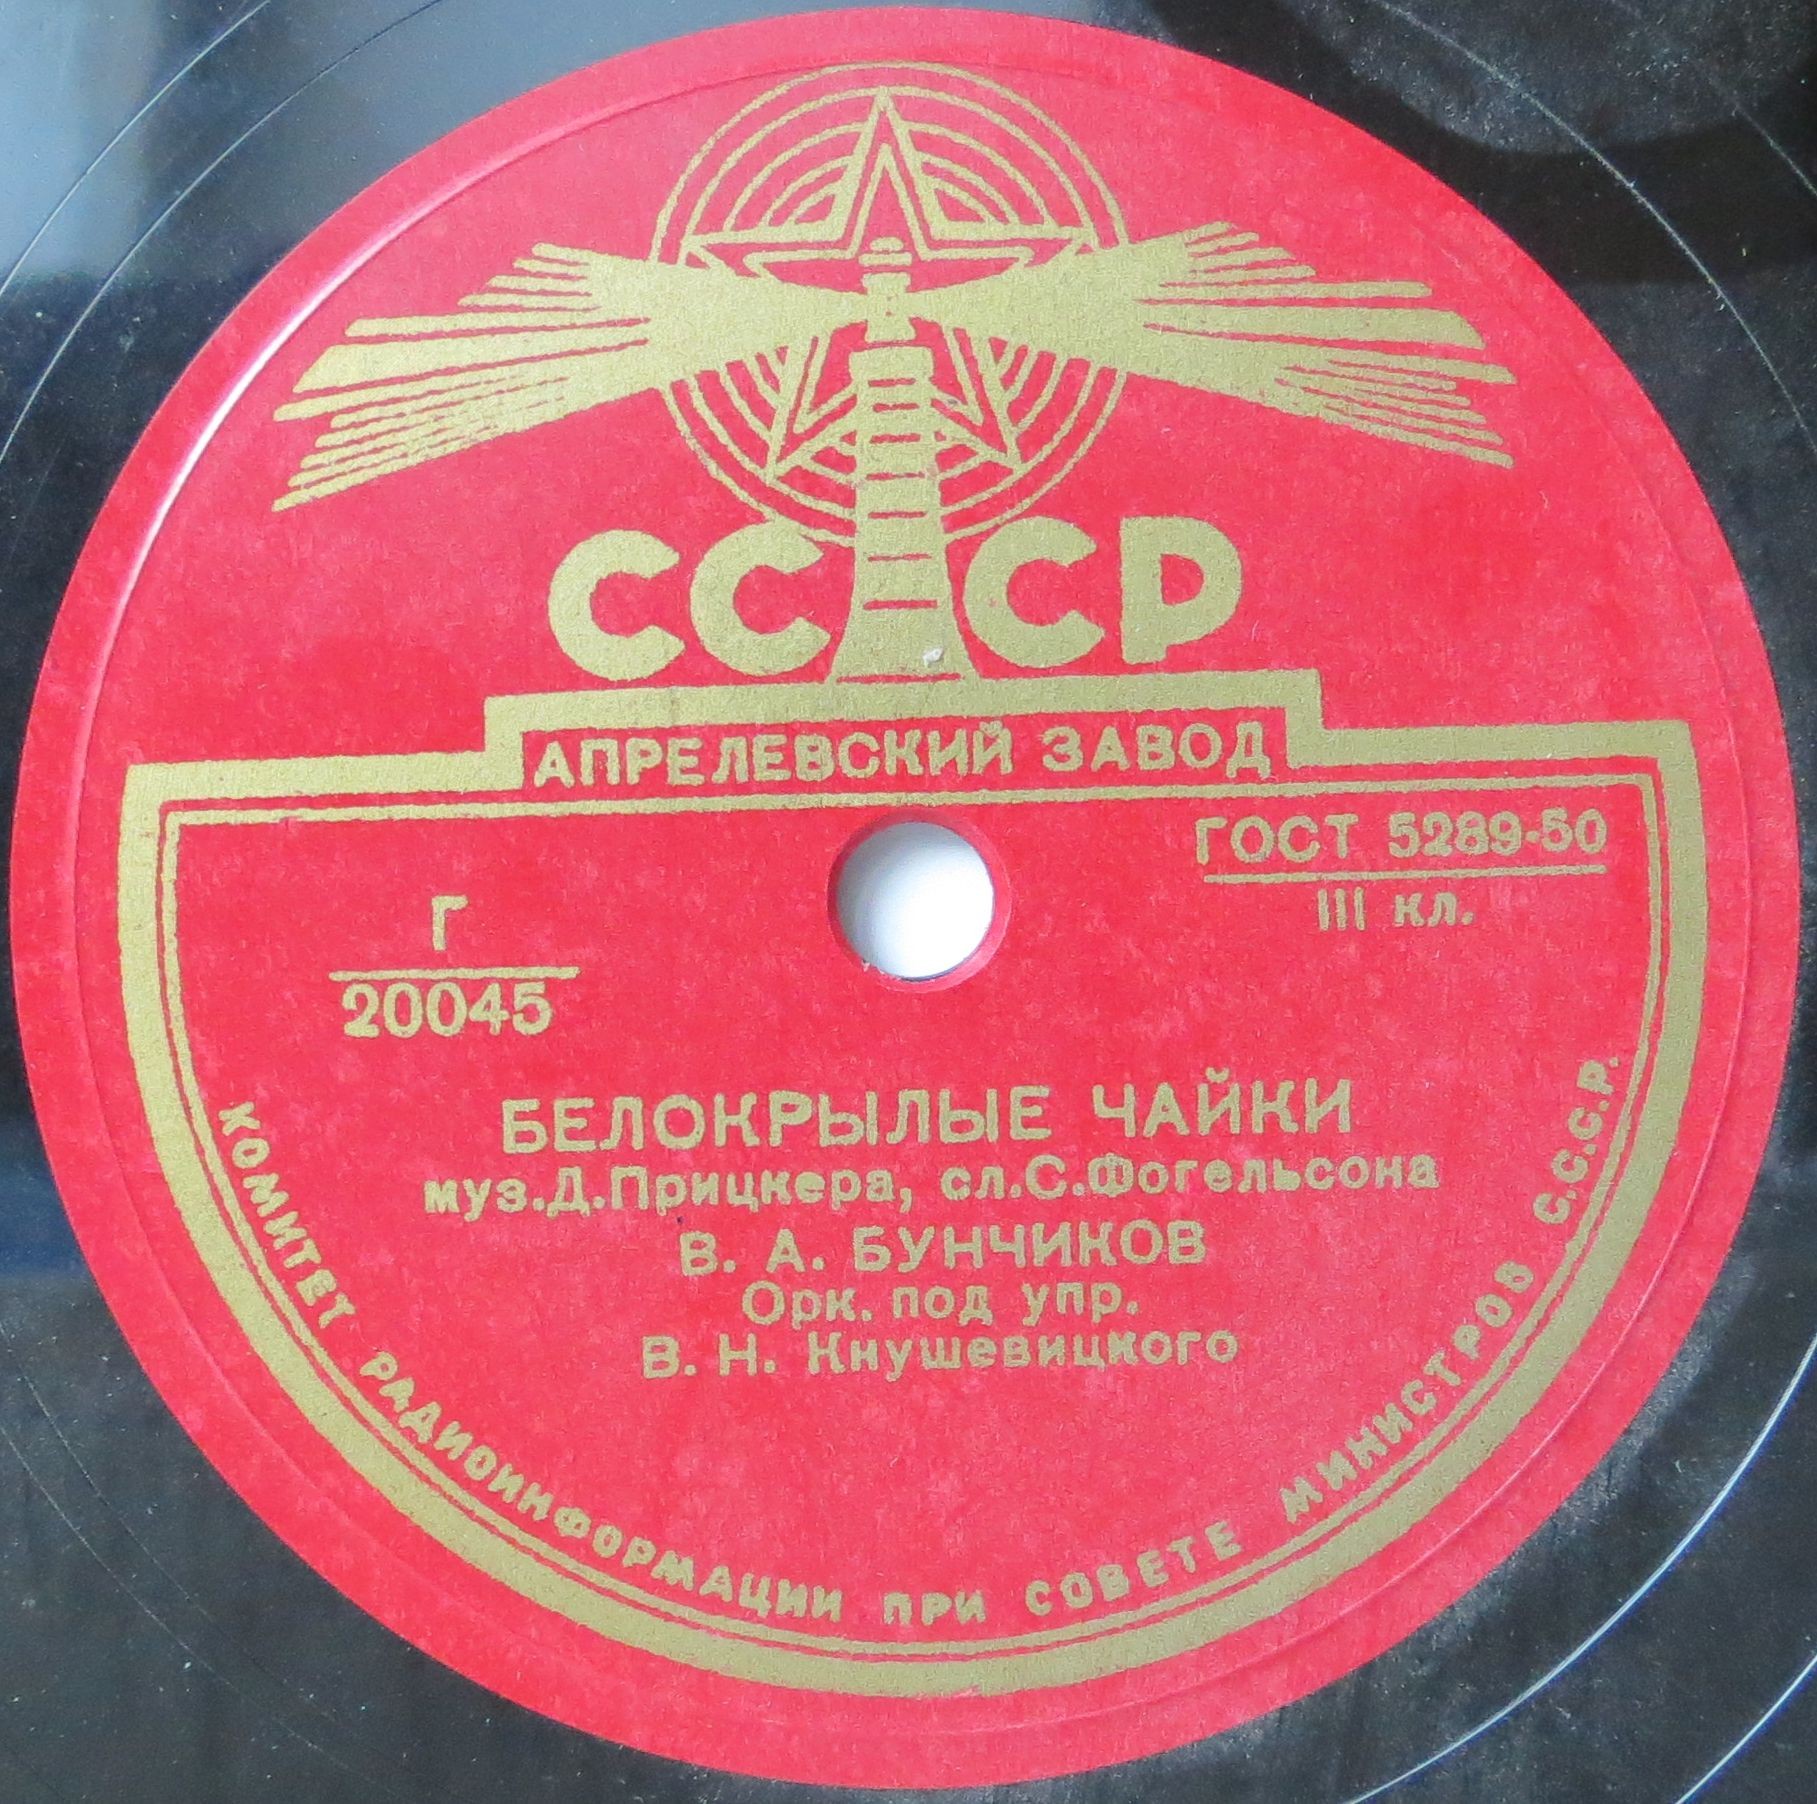 СССР
АПРЕЛЕВСКИЙ ЗАВОД
ГОСТ 5289-50
III кл.
Г
20045
БЕЛОКРЫЛЫЕ ЧАЙКИ
муз.Д.Прицкера, сл.С.Фогельсона
В. А. БУНЧИКОВ
Орк. под упр.
В. Н. Кнушевицкого
КОМИТЕТ РАДИОИНФОРМАЦИИ ПРИ СОВЕТЕ МИНИСТРОВ С.С.С.Р.